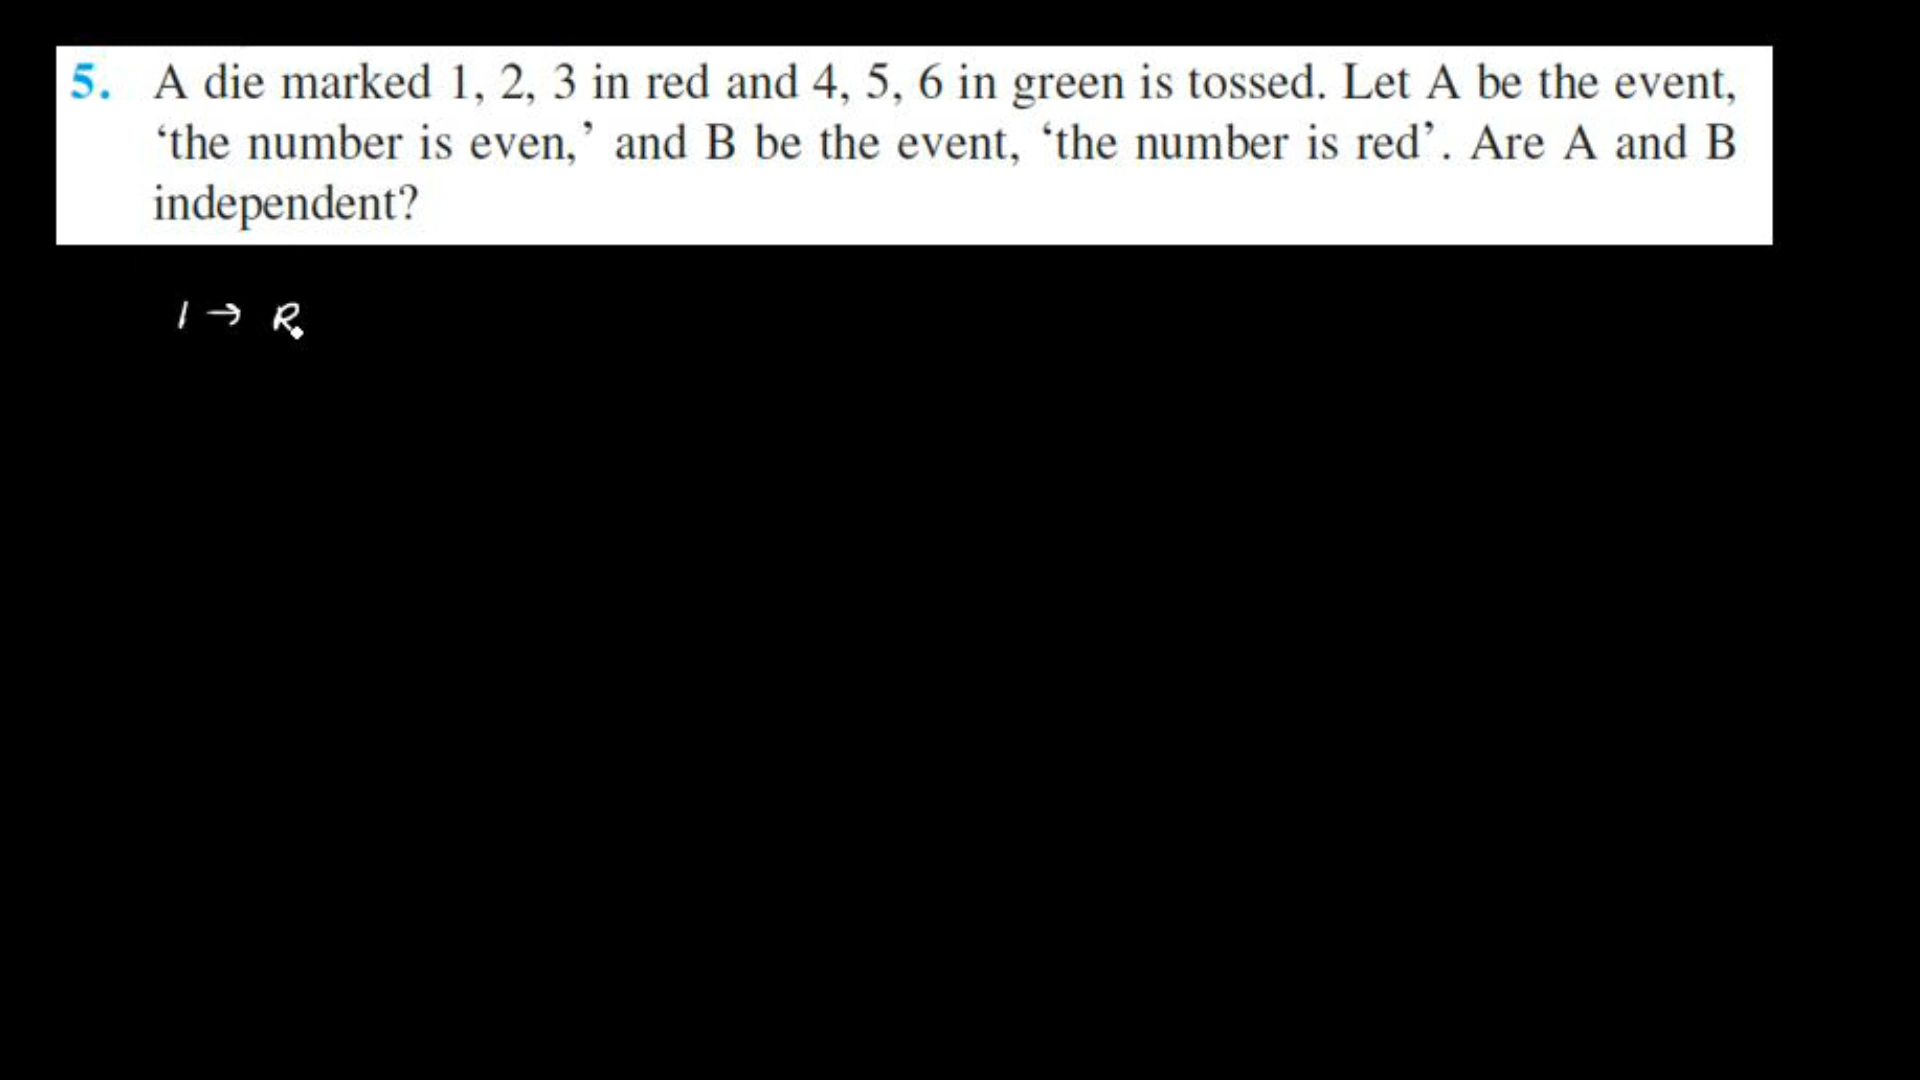 5. A die marked 1, 2, 3 in red and 4, 5, 6 in green is tossed. Let A be the event,
‘the number is even,’ and B be the event, ‘the number is red’. Are A and B
independent?
1 → R